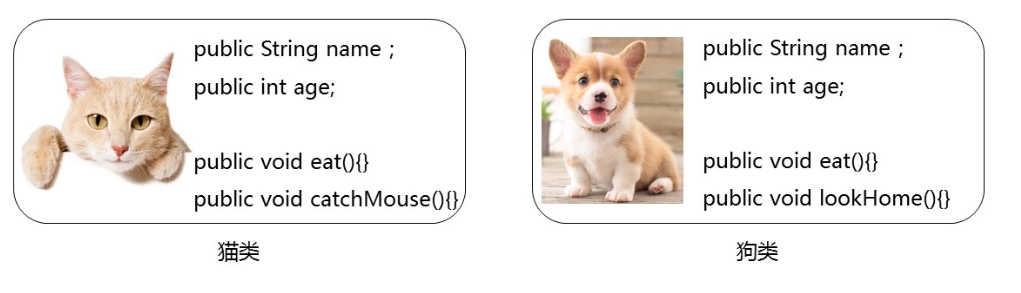 public String name ;
public int age;
public void eat(){}
public void catchMouse(){}
猫类
public String name ;
public int age;
public void eat(){}
public void lookHome(){}
狗类